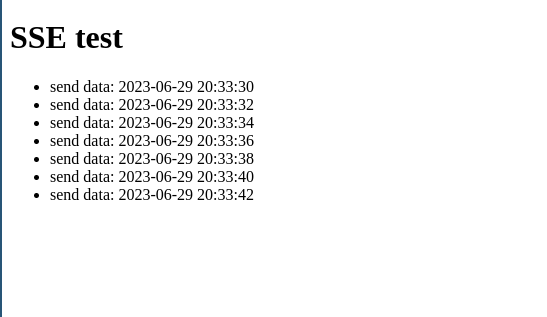 SSE test
send data: 2023-06-29 20:33:30
send data: 2023-06-29 20:33:32
send data: 2023-06-29 20:33:34
send data: 2023-06-29 20:33:36
send data: 2023-06-29 20:33:38
send data: 2023-06-29 20:33:40
send data: 2023-06-29 20:33:42